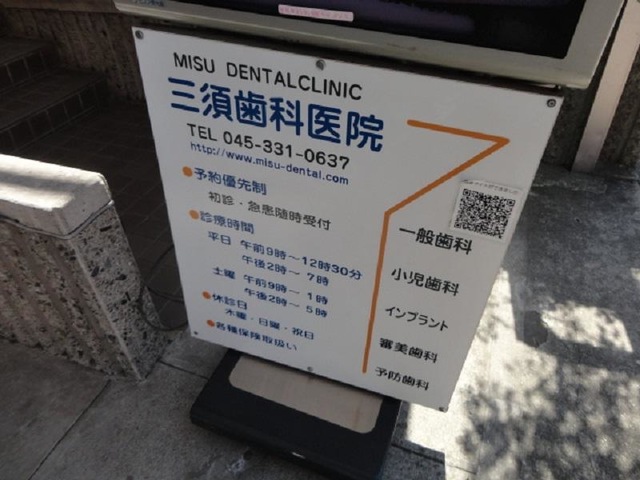 MISU DENTALCLINIC
三須歯科医院
TEL 045-331-0637
http://www.misu-dental.com
●予約優先制
初診・急患随時受付
●診療時間
平日 午前9時〜12時30分
午後2時〜7時
土曜 午前9時〜1時
午後2時〜5時
●休診日
木曜・日曜・祝日
●各種保険取扱い
一般歯科
小児歯科
インプラント
審美歯科
予防歯科